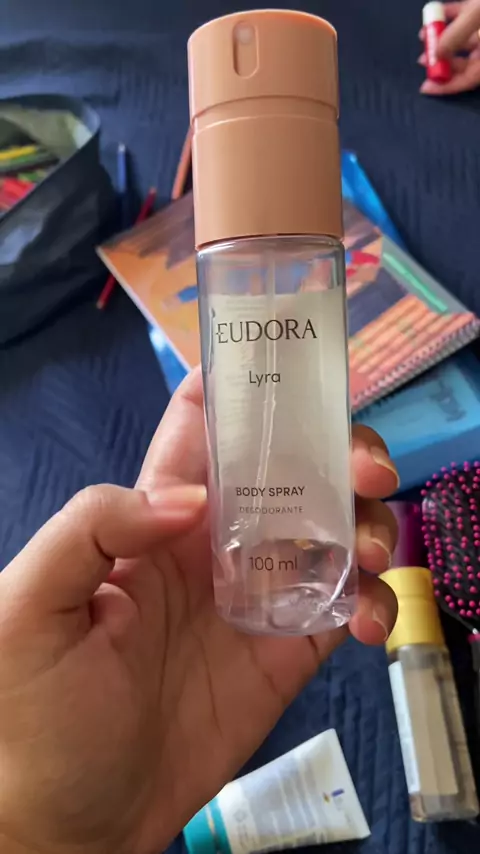 EUDORA
Lyra
BODY SPRAY
DESODORANTE
100 ml